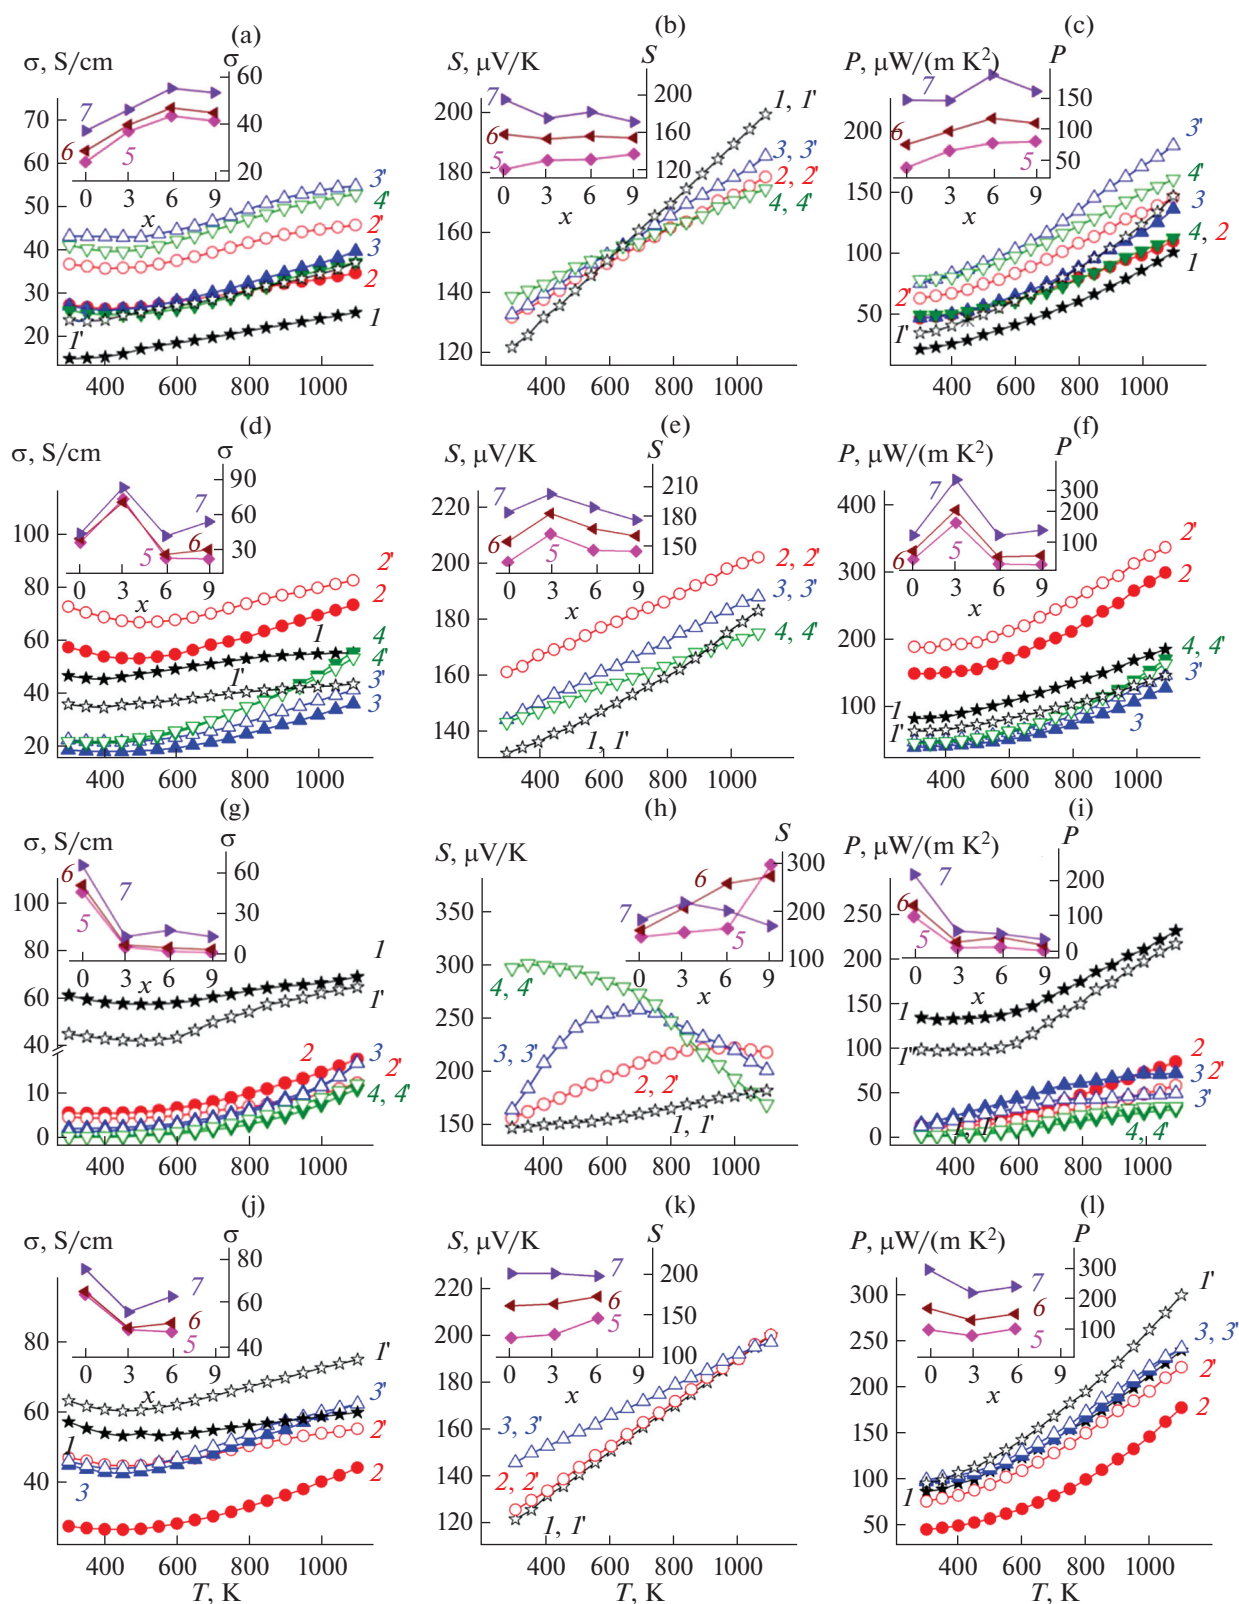 (a)
σ, S/cm
σ
60
40
20
70
60
50
40
30
20
7
6
5
0 3 6 9
x
3'
4'
2'
3
2
1
1'
400 600 800 1000
(b)
S, μV/K
S
200
160
120
200
180
160
140
120
7
6
5
0 3 6 9
x
1, 1'
3, 3'
2, 2'
4, 4'
400 600 800 1000
(c)
P, μW/(m K²)
P
150
100
50
200
150
100
50
7
6
5
0 3 6 9
x
3'
4'
3
4, 2
1
2'
1'
400 600 800 1000
(d)
σ, S/cm
σ
90
60
30
100
80
60
40
20
7
6
5
0 3 6 9
x
2'
2
1
4
4'
1'
3'
3
400 600 800 1000
(e)
S, μV/K
S
210
180
150
220
200
180
160
140
6
5
0 3 6 9
x
2, 2'
3, 3'
4, 4'
1, 1'
400 600 800 1000
(f)
P, μW/(m K²)
P
300
200
100
400
300
200
100
7
6
5
0 3 6 9
x
2'
2
4, 4'
3'
3
1
1'
400 600 800 1000
(g)
σ, S/cm
σ
60
30
0
100
80
60
40
10
0
6
7
5
0 3 6 9
x
1
1'
2
3
2'
4, 4'
400 600 800 1000
(h)
S, μV/K
S
300
200
100
350
300
250
200
150
6
7
5
0 3 6 9
x
4, 4'
3, 3'
2, 2'
1, 1'
400 600 800 1000
(i)
P, μW/(m K²)
P
200
100
0
250
200
150
100
50
0
7
6
5
0 3 6 9
x
1
1'
2
3
2'
3'
1, 1'
4, 4'
400 600 800 1000
(j)
σ, S/cm
σ
80
60
40
80
60
40
7
6
5
0 3 6 9
x
1'
3'
2'
1
3
2
400 600 800 1000
T, K
(k)
S, μV/K
S
200
150
100
220
200
180
160
140
120
7
6
5
0 3 6 9
x
3, 3'
2, 2'
1, 1'
400 600 800 1000
T, K
(l)
P, μW/(m K²)
P
300
200
100
300
250
200
150
100
50
7
6
5
0 3 6 9
x
1'
3, 3'
2'
2
1
400 600 800 1000
T, K